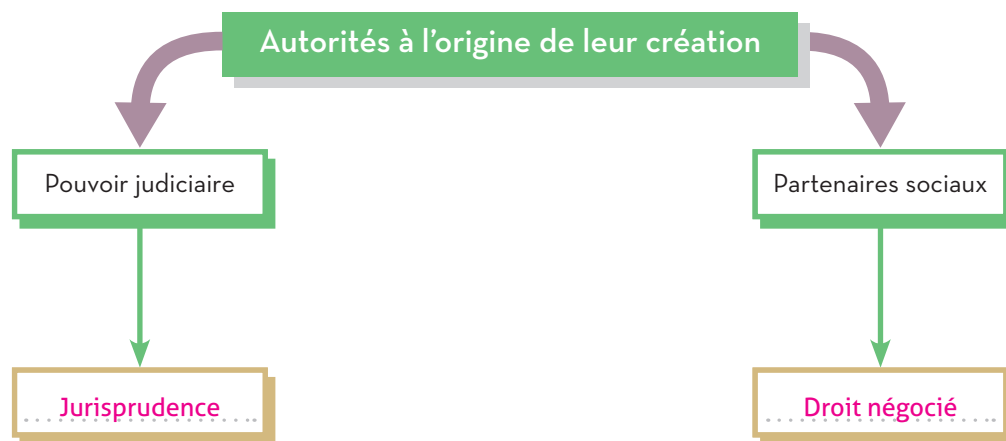 Autorités à l'origine de leur création
Pouvoir judiciaire
Partenaires sociaux
Jurisprudence
Droit négocié